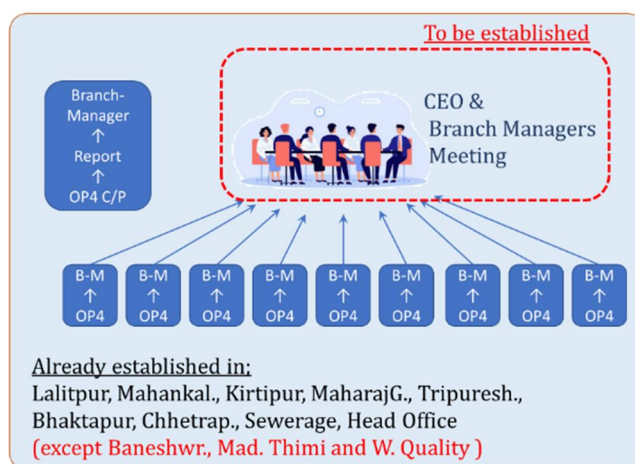 To be established
Branch-
Manager
↑
Report
↑
OP4 C/P
CEO &
Branch Managers
Meeting
B-M
↑
OP4
B-M
↑
OP4
B-M
↑
OP4
B-M
↑
OP4
B-M
↑
OP4
B-M
↑
OP4
B-M
↑
OP4
B-M
↑
OP4
B-M
↑
OP4
Already established in;
Lalitpur, Mahankal., Kirtipur, MaharajG., Tripuresh.,
Bhaktapur, Chhetrap., Sewerage, Head Office
(except Baneshwr., Mad. Thimi and W. Quality )